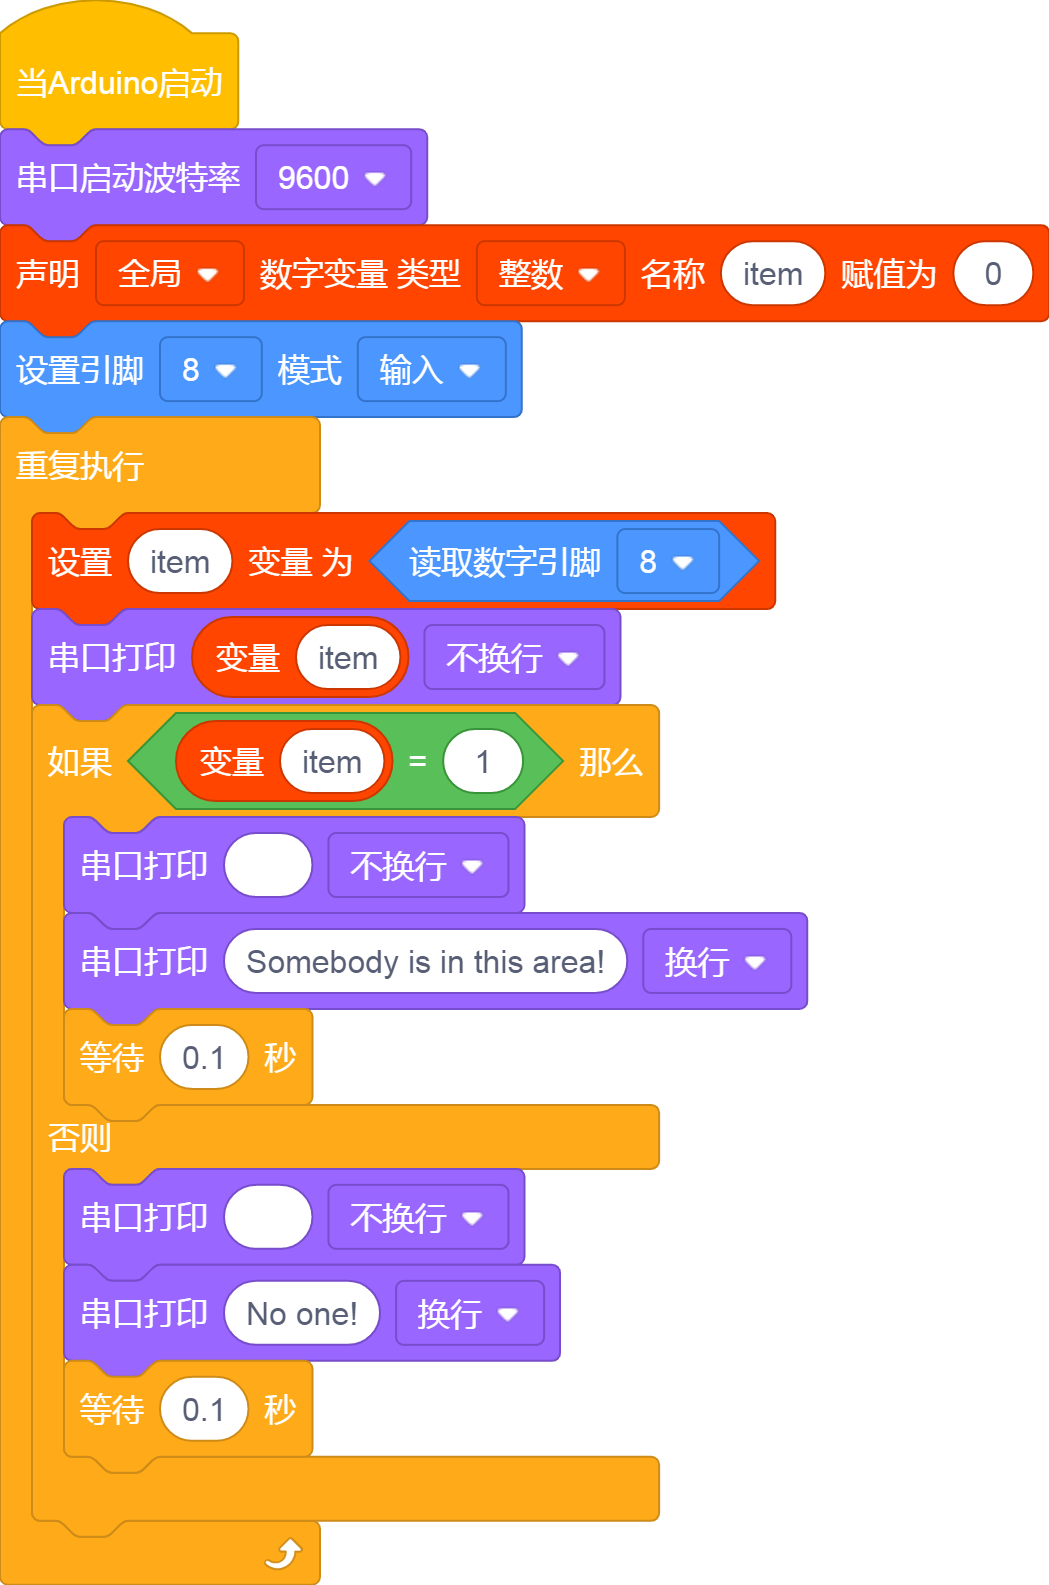 当Arduino启动
串口启动波特率 9600
声明 全局 数字变量 类型 整数 名称 item 赋值为 0
设置引脚 8 模式 输入
重复执行
设置 item 变量 为 读取数字引脚 8
串口打印 变量 item 不换行
如果 变量 item = 1 那么
串口打印 不换行
串口打印 Somebody is in this area! 换行
等待 0.1 秒
否则
串口打印 不换行
串口打印 No one! 换行
等待 0.1 秒